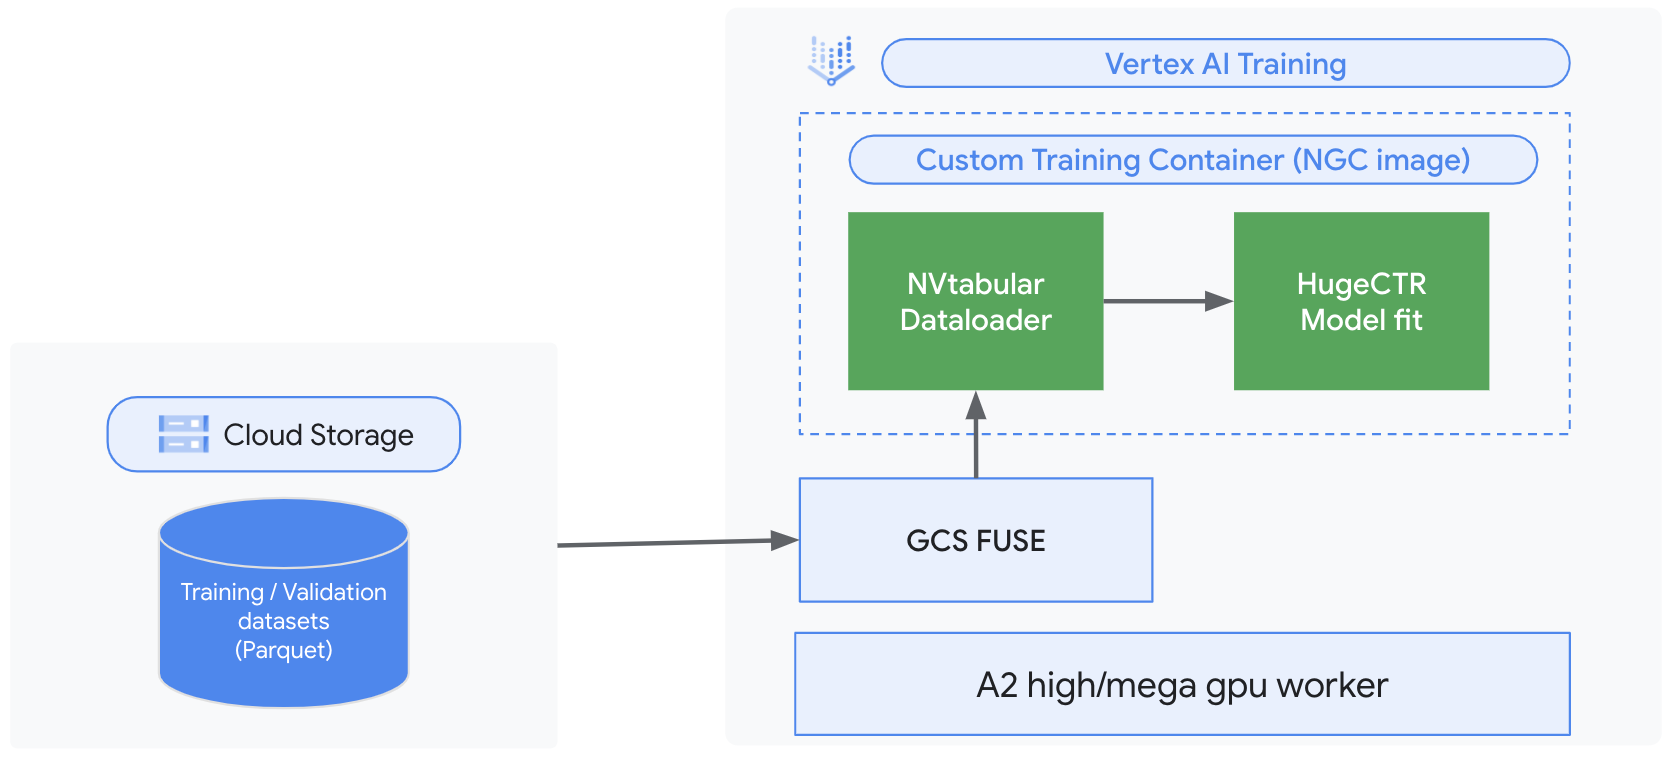 Vertex AI Training
Custom Training Container (NGC image)
NVtabular
Dataloader
HugeCTR
Model fit
Cloud Storage
Training / Validation
datasets
(Parquet)
GCS FUSE
A2 high/mega gpu worker